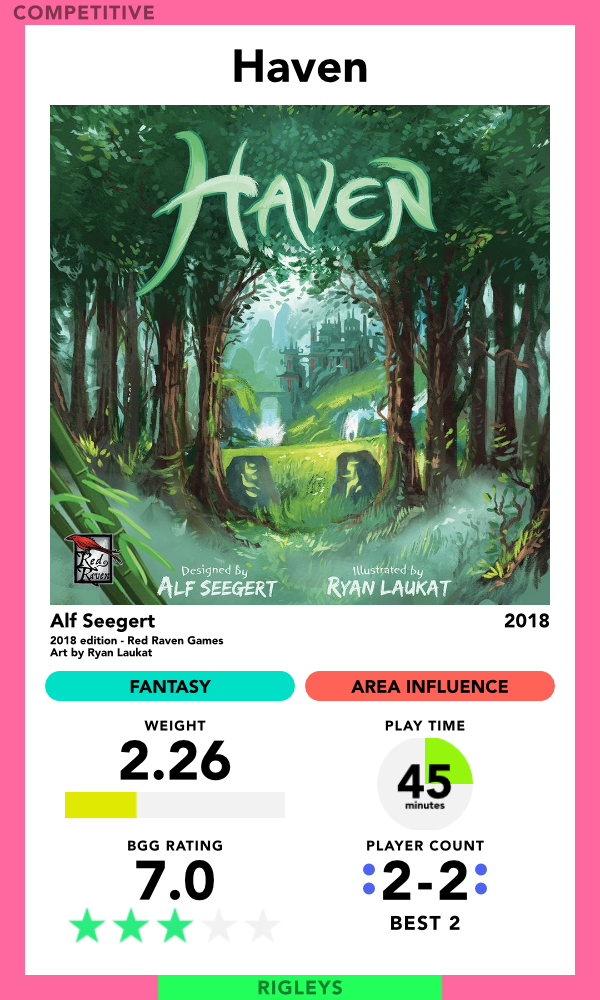 COMPETITIVE
Haven
HAVEN
Red
Raven
Designed by
ALF SEEGERT
Illustrated by
RYAN LAUKAT
Alf Seegert
2018
2018 edition - Red Raven Games
Art by Ryan Laukat
FANTASY
AREA INFLUENCE
WEIGHT
2.26
PLAY TIME
45
minutes
BGG RATING
7.0
PLAYER COUNT
2-2
BEST 2
RIGLEYS